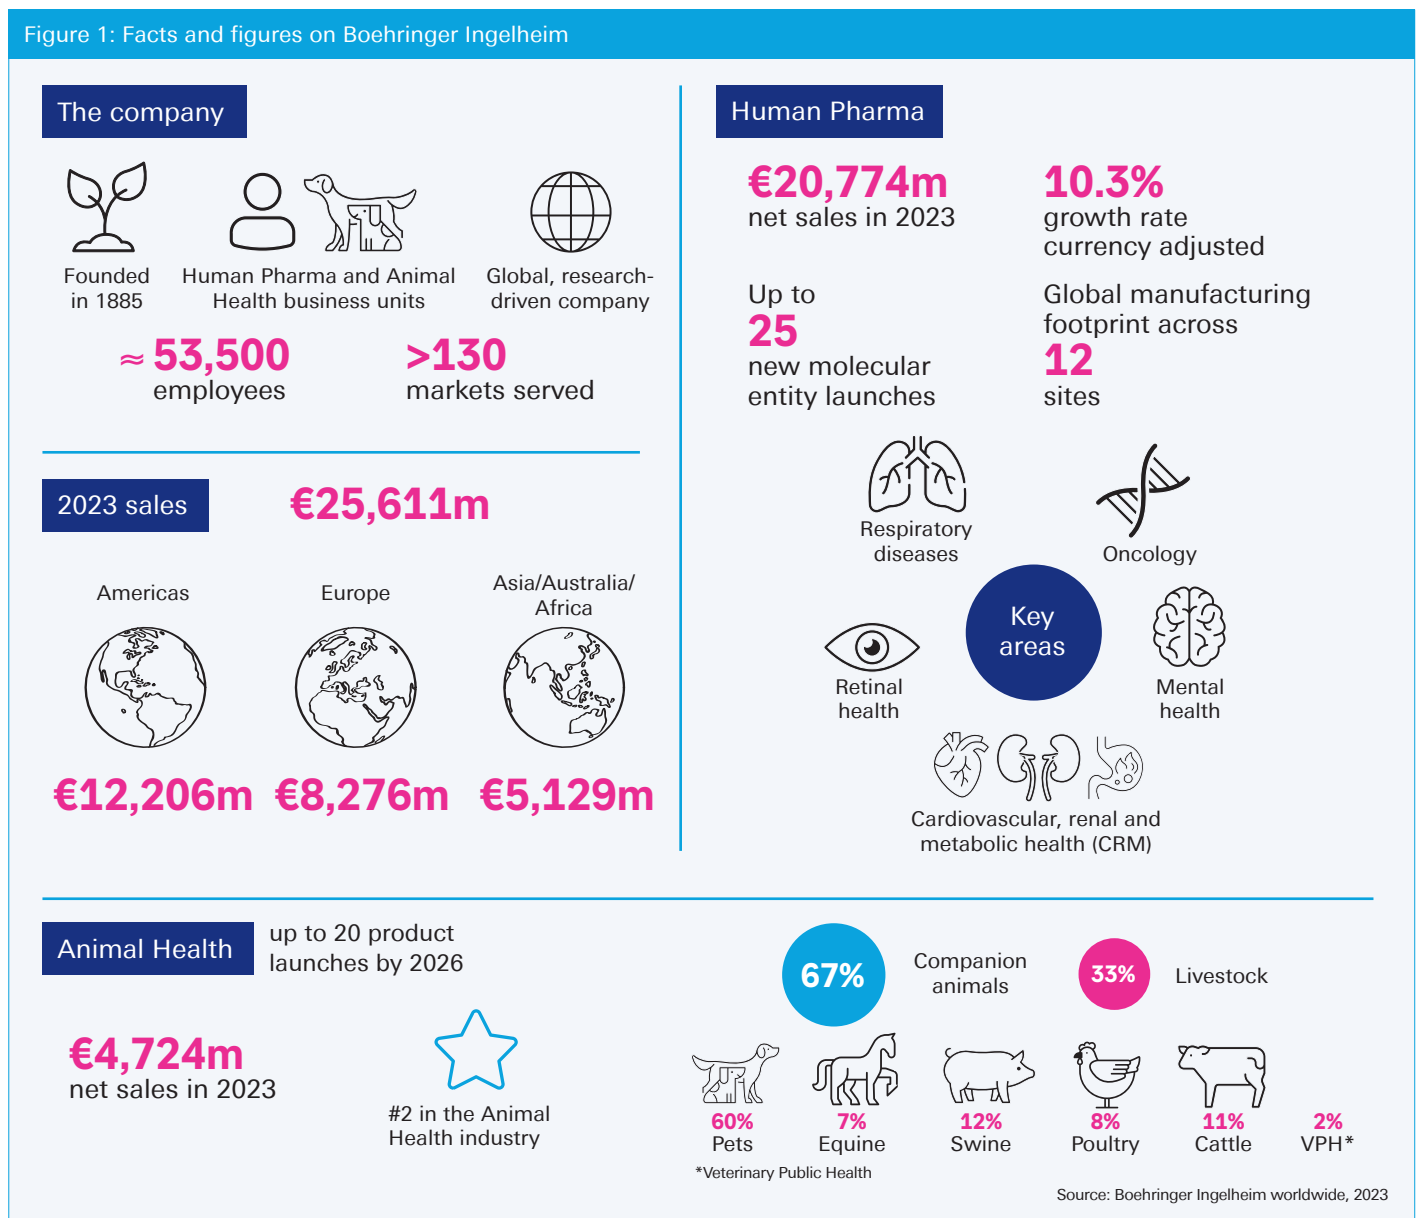 Figure 1: Facts and figures on Boehringer Ingelheim
The company
Founded
in 1885
Human Pharma and Animal
Health business units
Global, research-
driven company
≈ 53,500
employees
>130
markets served
2023 sales
€25,611m
Americas
Europe
Asia/Australia/
Africa
€12,206m
€8,276m
€5,129m
Human Pharma
€20,774m
net sales in 2023
10.3%
growth rate
currency adjusted
Up to
25
new molecular
entity launches
Global manufacturing
footprint across
12
sites
Respiratory
diseases
Oncology
Key
areas
Retinal
health
Mental
health
Cardiovascular, renal and
metabolic health (CRM)
Animal Health
up to 20 product
launches by 2026
€4,724m
net sales in 2023
#2 in the Animal
Health industry
67%
Companion
animals
33%
Livestock
60%
Pets
7%
Equine
12%
Swine
8%
Poultry
11%
Cattle
2%
VPH*
*Veterinary Public Health
Source: Boehringer Ingelheim worldwide, 2023